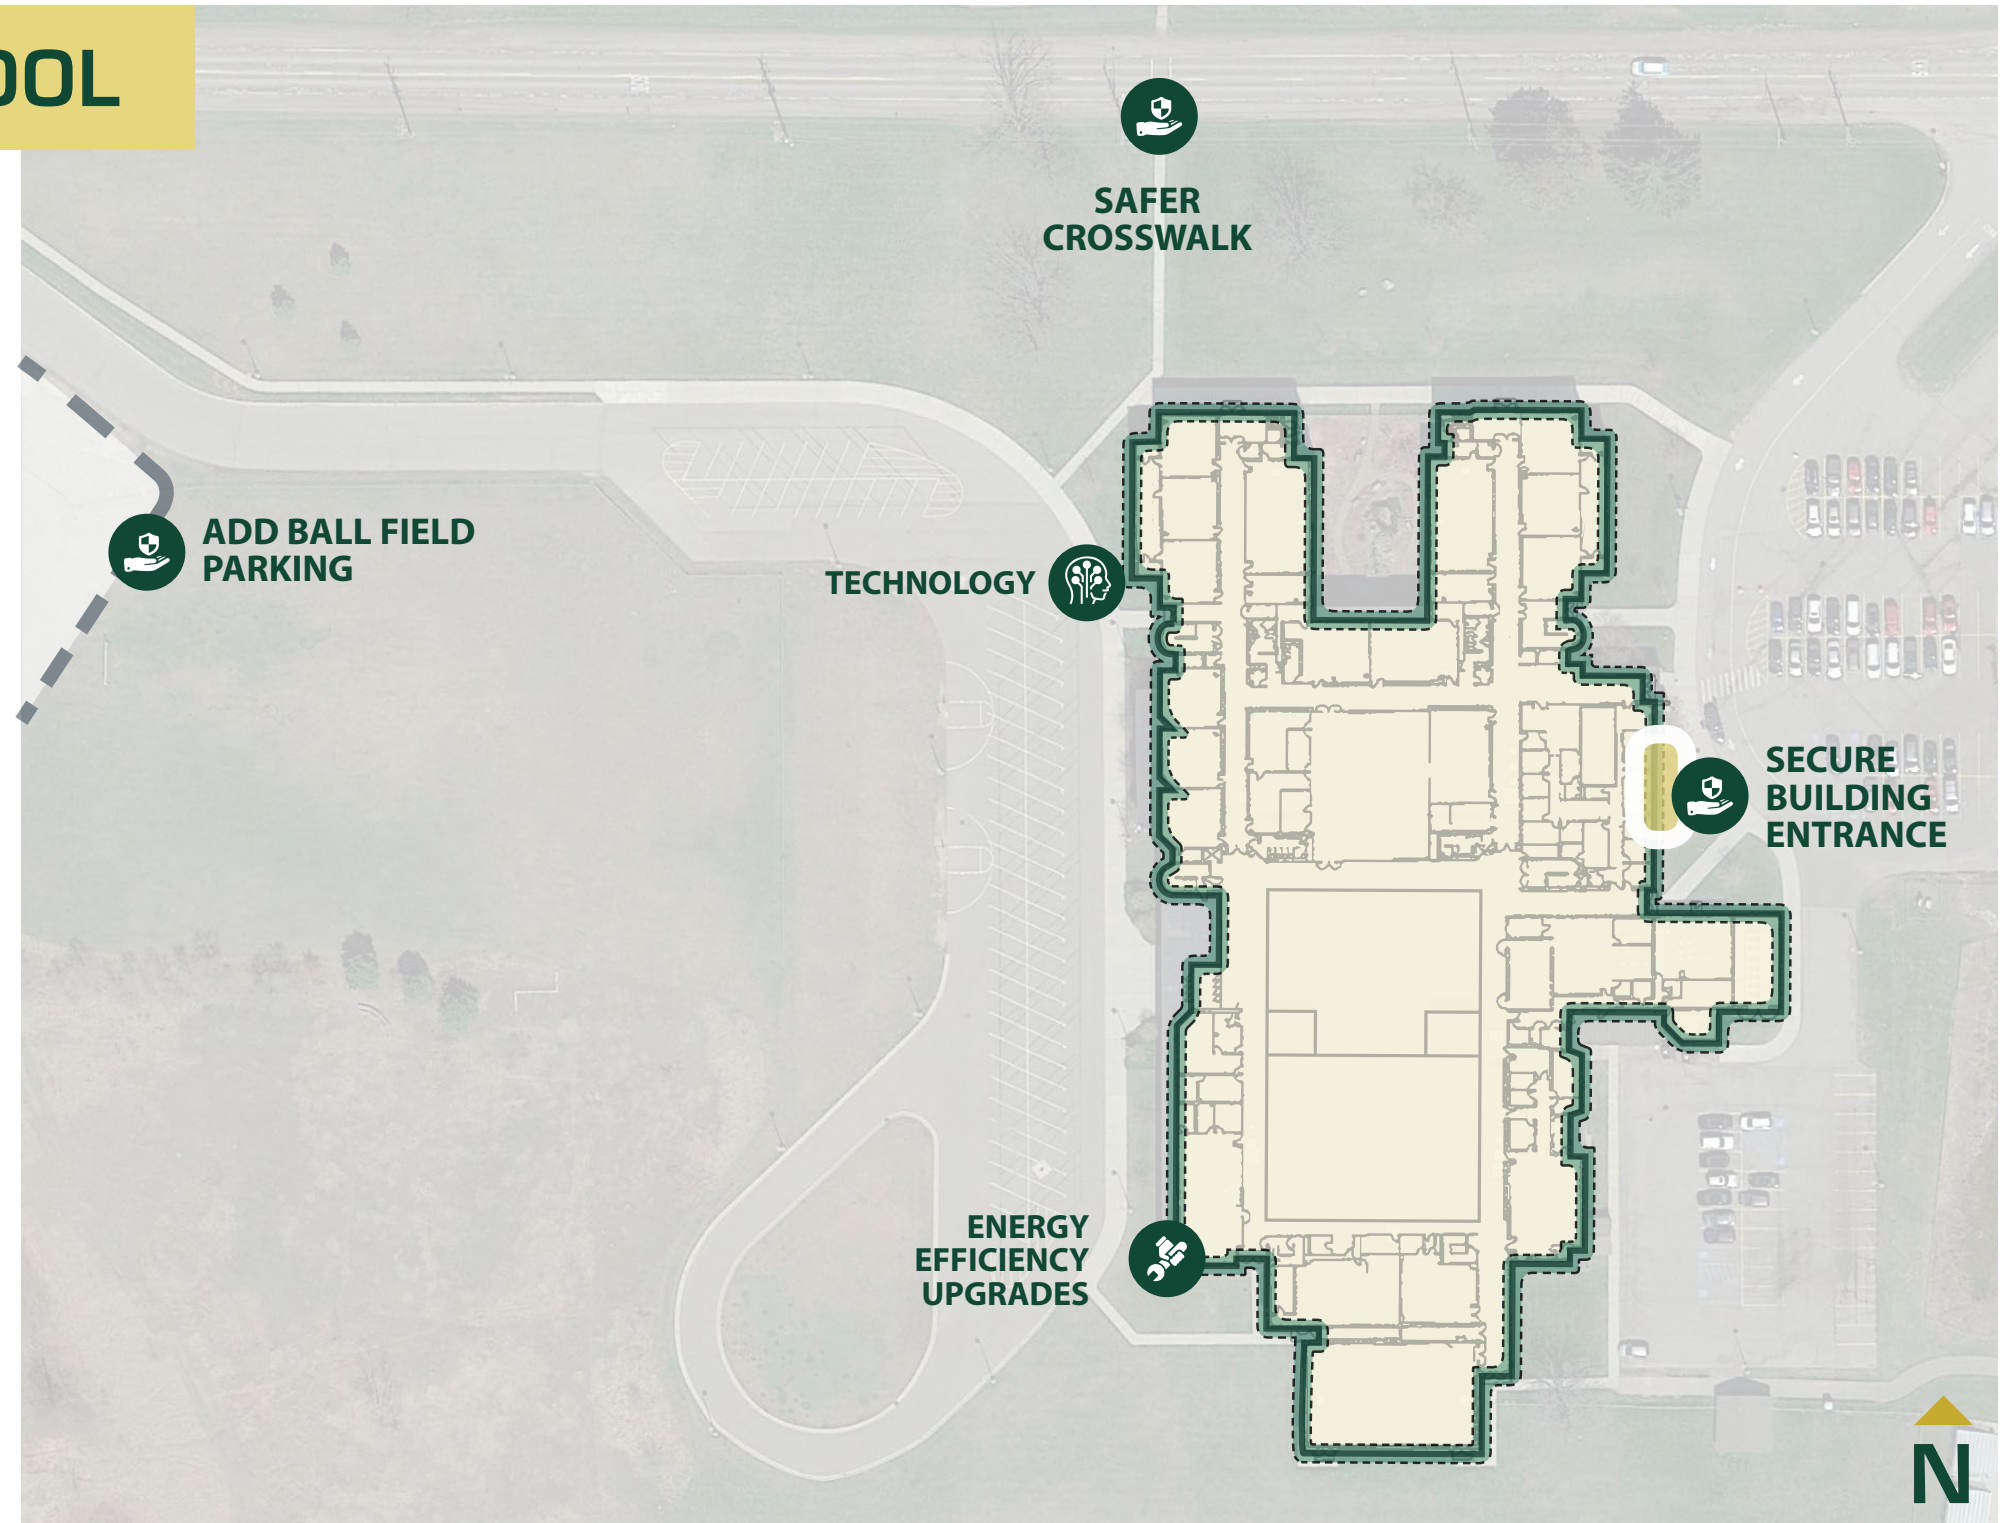 OOL
SAFER
CROSSWALK
ADD BALL FIELD
PARKING
TECHNOLOGY
SECURE
BUILDING
ENTRANCE
ENERGY
EFFICIENCY
UPGRADES
N